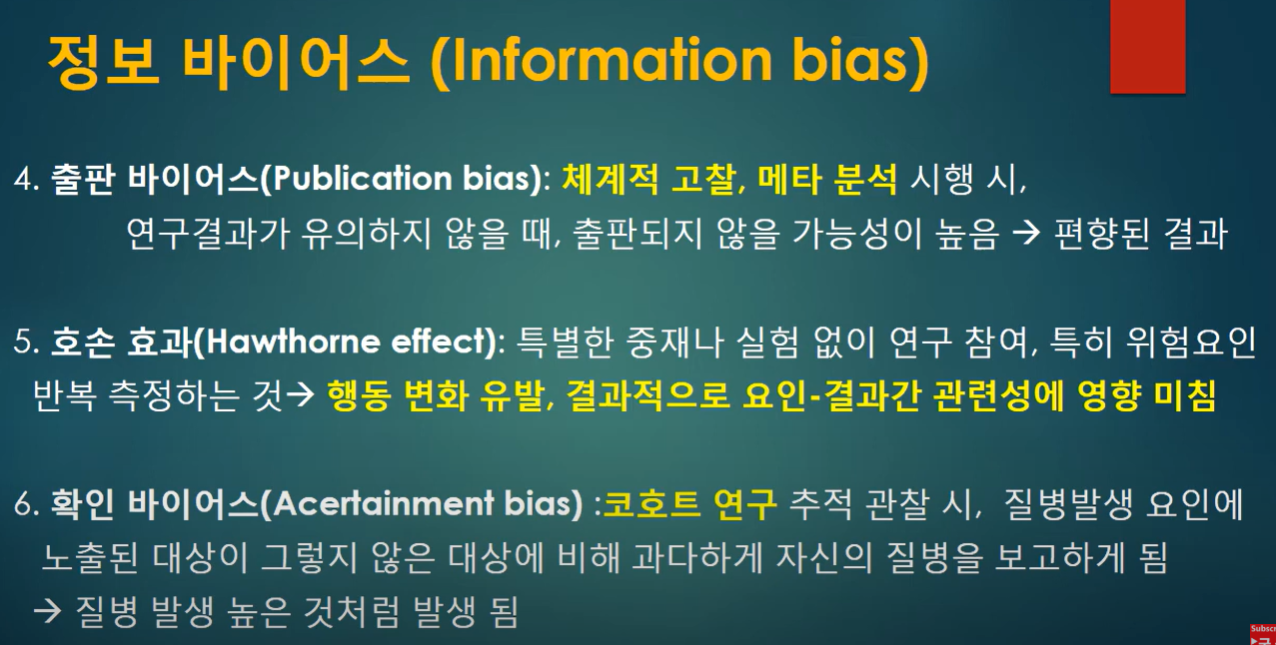 정보 바이어스 (Information bias)
4. 출판 바이어스(Publication bias): 체계적 고찰, 메타 분석 시행 시,
연구결과가 유의하지 않을 때, 출판되지 않을 가능성이 높음 → 편향된 결과
5. 호손 효과(Hawthorne effect): 특별한 중재나 실험 없이 연구 참여, 특히 위험요인
반복 측정하는 것→ 행동 변화 유발, 결과적으로 요인-결과간 관련성에 영향 미침
6. 확인 바이어스(Acertainment bias) :코호트 연구 추적 관찰 시, 질병발생 요인에
노출된 대상이 그렇지 않은 대상에 비해 과다하게 자신의 질병을 보고하게 됨
→ 질병 발생 높은 것처럼 발생 됨